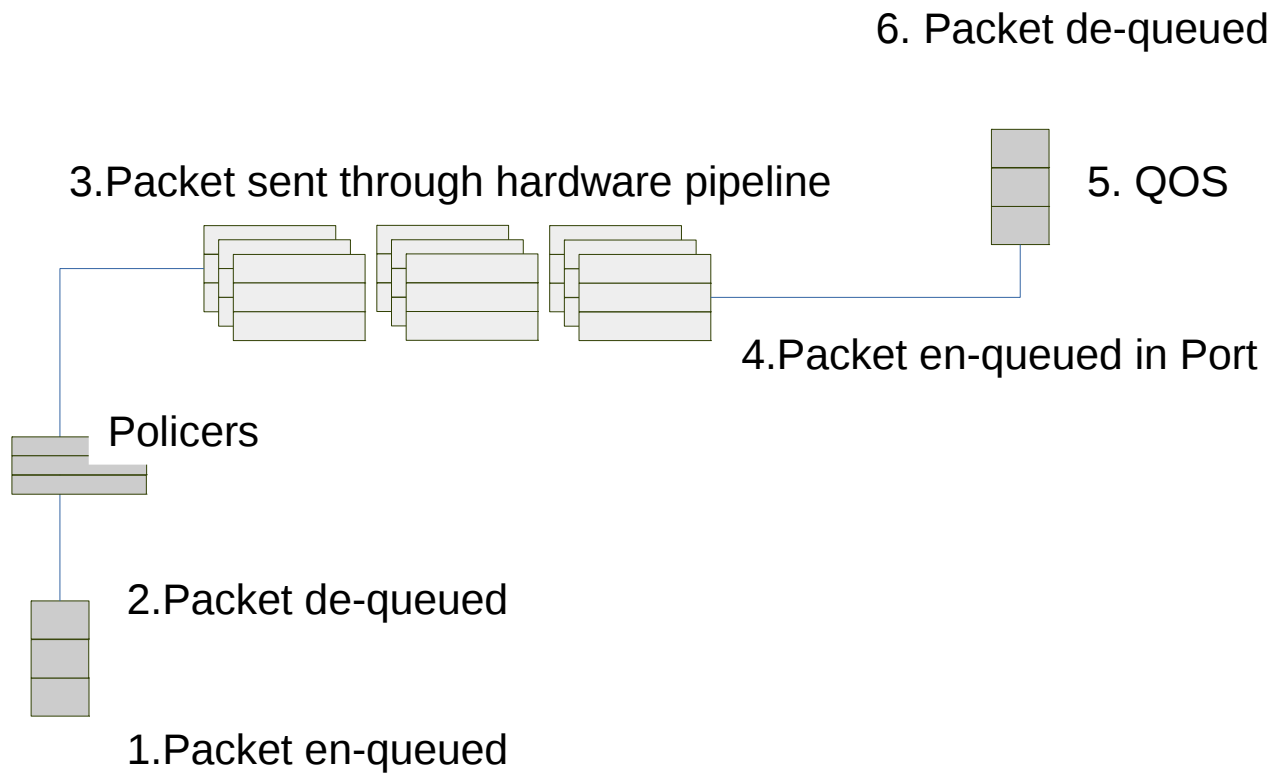 6. Packet de-queued
3.Packet sent through hardware pipeline
5. QOS
4.Packet en-queued in Port
Policers
2.Packet de-queued
1.Packet en-queued